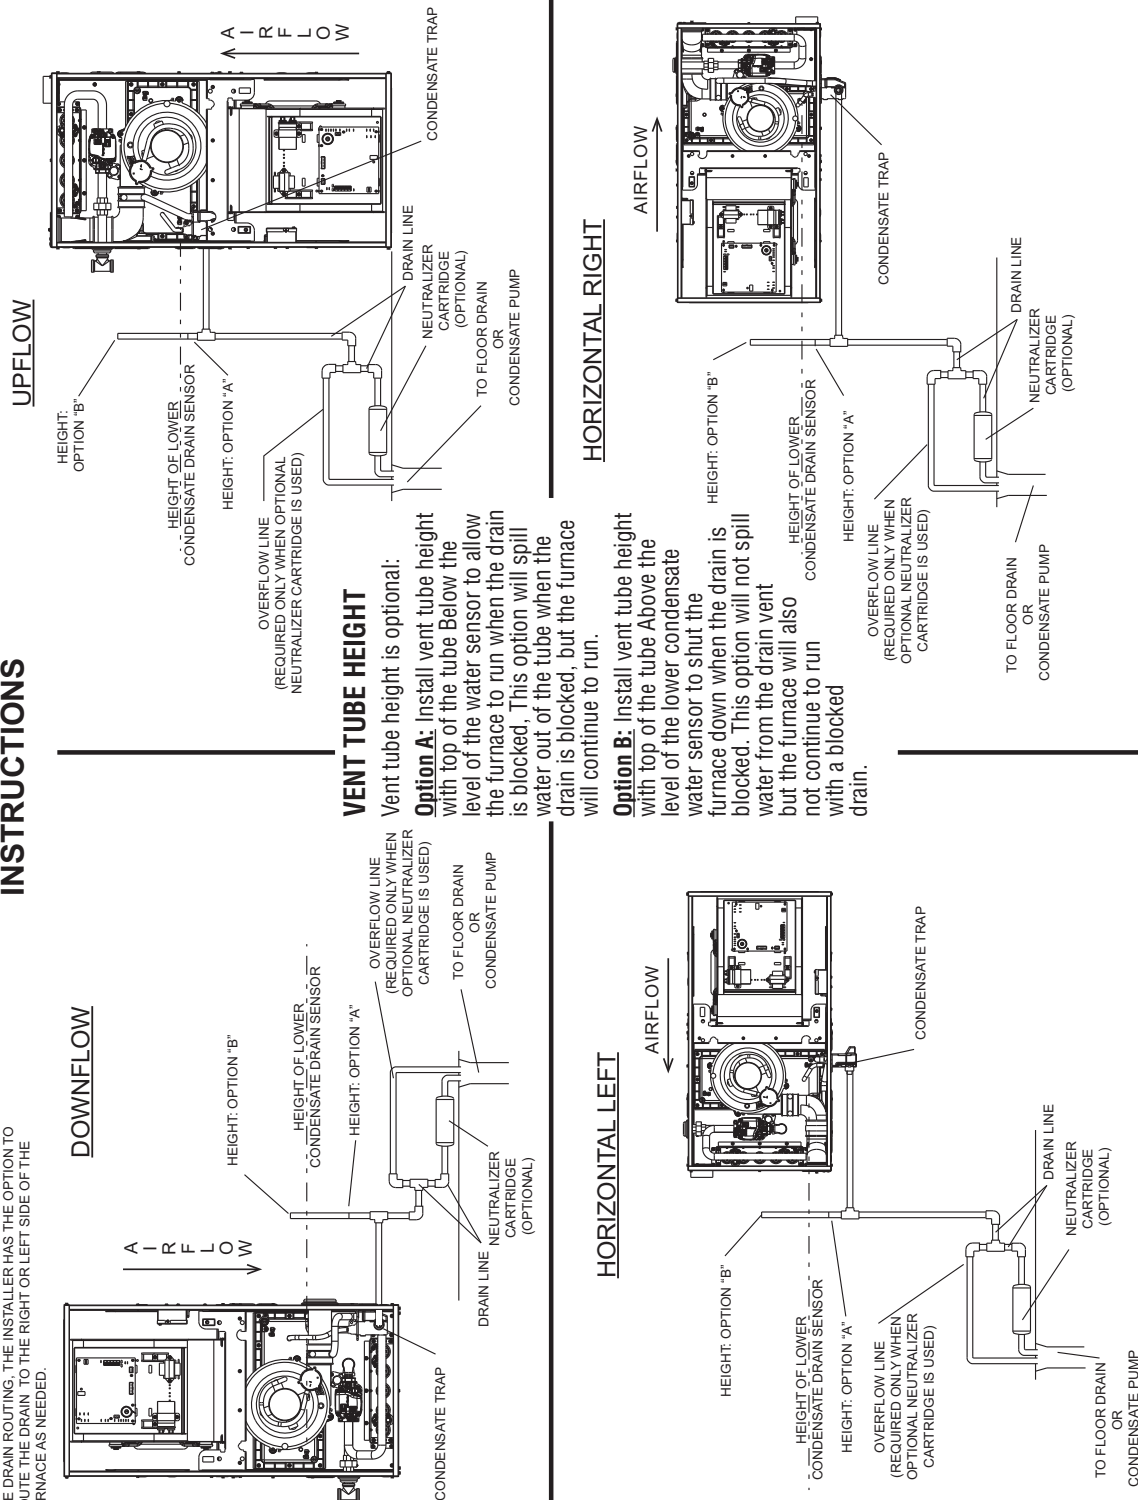 INSTRUCTIONS
DRAIN ROUTING, THE INSTALLER HAS THE OPTION TO
THE DRAIN TO THE RIGHT OR LEFT SIDE OF THE
AS NEEDED.
DOWNFLOW
AIRFLOW
HEIGHT: OPTION “B”
HEIGHT OF LOWER
CONDENSATE DRAIN SENSOR
HEIGHT: OPTION “A”
OVERFLOW LINE
(REQUIRED ONLY WHEN
OPTIONAL NEUTRALIZER
CARTRIDGE IS USED)
TO FLOOR DRAIN
OR
CONDENSATE PUMP
DRAIN LINE
NEUTRALIZER
CARTRIDGE
(OPTIONAL)
CONDENSATE TRAP
UPFLOW
AIRFLOW
HEIGHT:
OPTION “B”
HEIGHT OF LOWER
CONDENSATE DRAIN SENSOR
HEIGHT: OPTION “A”
OVERFLOW LINE
(REQUIRED ONLY WHEN OPTIONAL
NEUTRALIZER CARTRIDGE IS USED)
CONDENSATE TRAP
DRAIN LINE
NEUTRALIZER
CARTRIDGE
(OPTIONAL)
TO FLOOR DRAIN
OR
CONDENSATE PUMP
VENT TUBE HEIGHT
Vent tube height is optional:
Option A: Install vent tube height
with top of the tube Below the
level of the water sensor to allow
the furnace to run when the drain
is blocked, This option will spill
water out of the tube when the
drain is blocked, but the furnace
will continue to run.
Option B: Install vent tube height
with top of the tube Above the
level of the lower condensate
water sensor to shut the
furnace down when the drain is
blocked. This option will not spill
water from the drain vent
but the furnace will also
not continue to run
with a blocked
drain.
HORIZONTAL LEFT
AIRFLOW
CONDENSATE TRAP
HEIGHT: OPTION “B”
HEIGHT OF LOWER
CONDENSATE DRAIN SENSOR
HEIGHT: OPTION “A”
OVERFLOW LINE
(REQUIRED ONLY WHEN
OPTIONAL NEUTRALIZER
CARTRIDGE IS USED)
DRAIN LINE
NEUTRALIZER
CARTRIDGE
(OPTIONAL)
TO FLOOR DRAIN
OR
CONDENSATE PUMP
HORIZONTAL RIGHT
AIRFLOW
CONDENSATE TRAP
HEIGHT: OPTION “B”
HEIGHT OF LOWER
CONDENSATE DRAIN SENSOR
HEIGHT: OPTION “A”
OVERFLOW LINE
(REQUIRED ONLY WHEN
OPTIONAL NEUTRALIZER
CARTRIDGE IS USED)
DRAIN LINE
NEUTRALIZER
CARTRIDGE
(OPTIONAL)
TO FLOOR DRAIN
OR
CONDENSATE PUMP